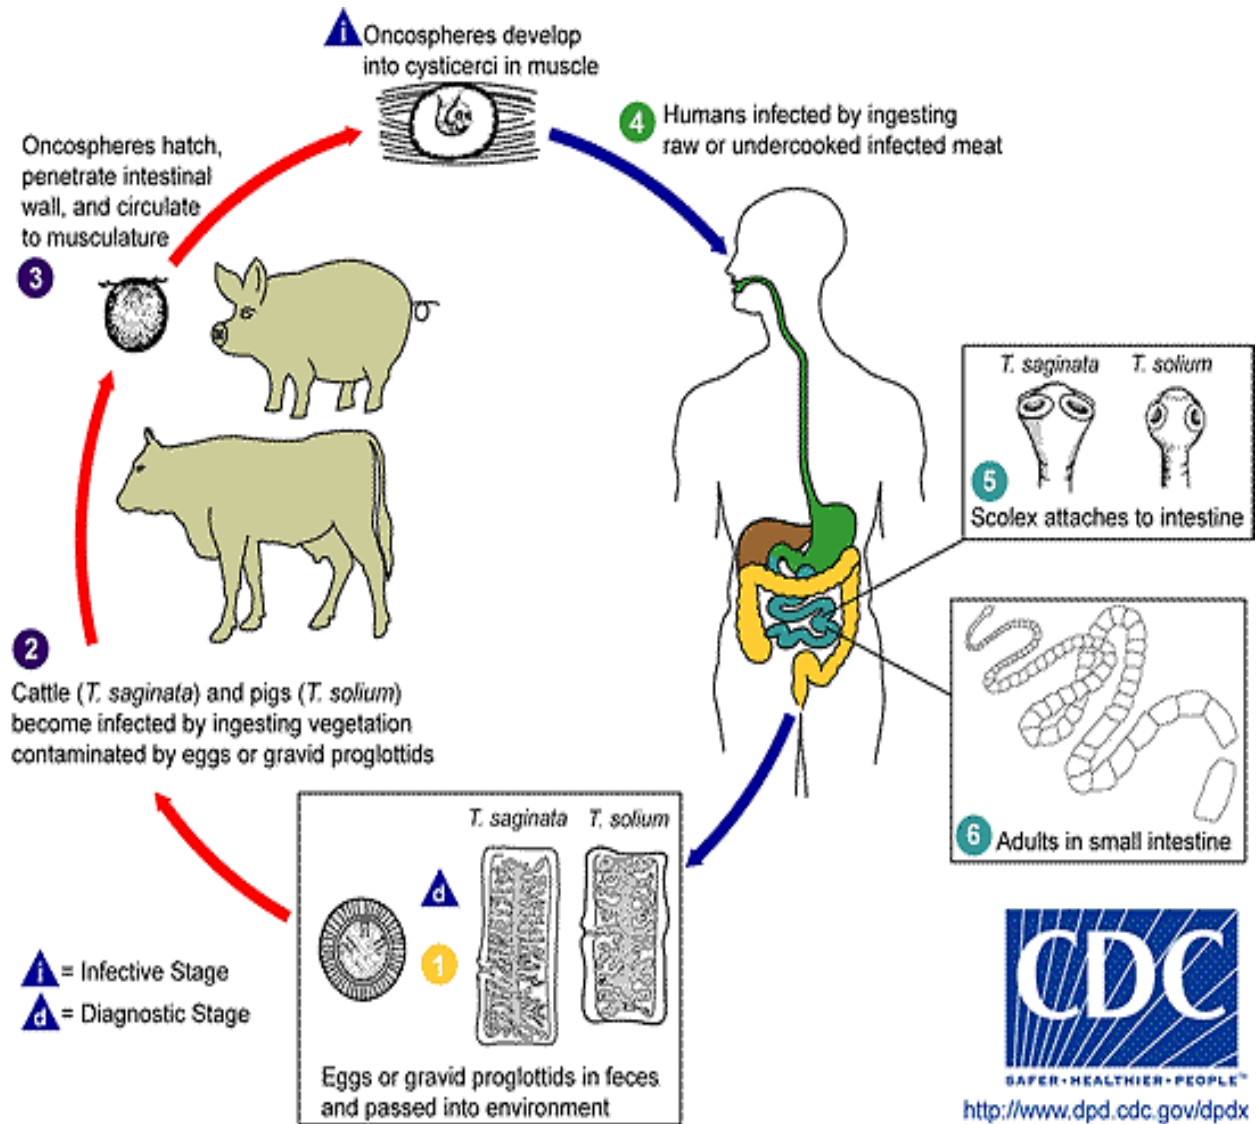 i
Oncospheres develop
into cysticerci in muscle
4
Humans infected by ingesting
raw or undercooked infected meat
Oncospheres hatch,
penetrate intestinal
wall, and circulate
to musculature
3
T. saginata T. solium
5
Scolex attaches to intestine
2
Cattle (T. saginata) and pigs (T. solium)
become infected by ingesting vegetation
contaminated by eggs or gravid proglottids
6 Adults in small intestine
T. saginata T. solium
d
1
i = Infective Stage
d = Diagnostic Stage
Eggs or gravid proglottids in feces
and passed into environment
CDC
SAFER•HEALTHIER•PEOPLE™
http://www.dpd.cdc.gov/dpdx